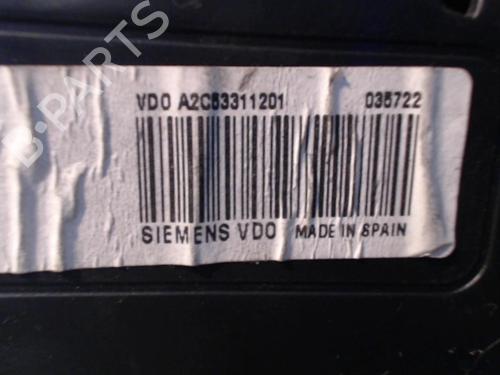 VDO A2C53311201 035722
SIEMENS VDO MADE IN SPAIN
B-PARTS